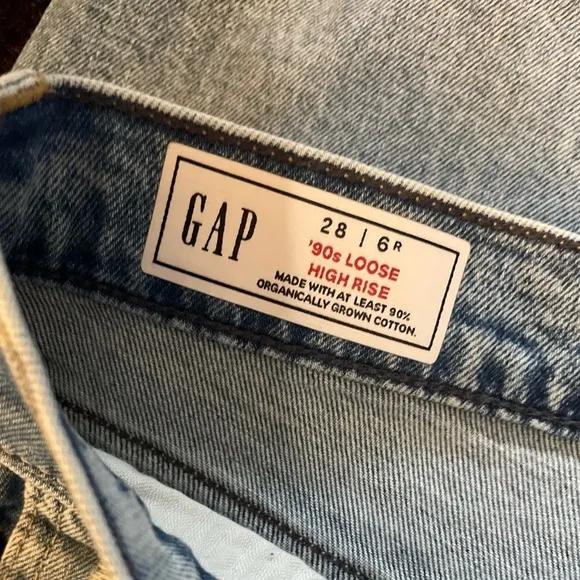 GAP
28 | 6R
'90s LOOSE
HIGH RISE
MADE WITH AT LEAST 90%
ORGANICALLY GROWN COTTON.